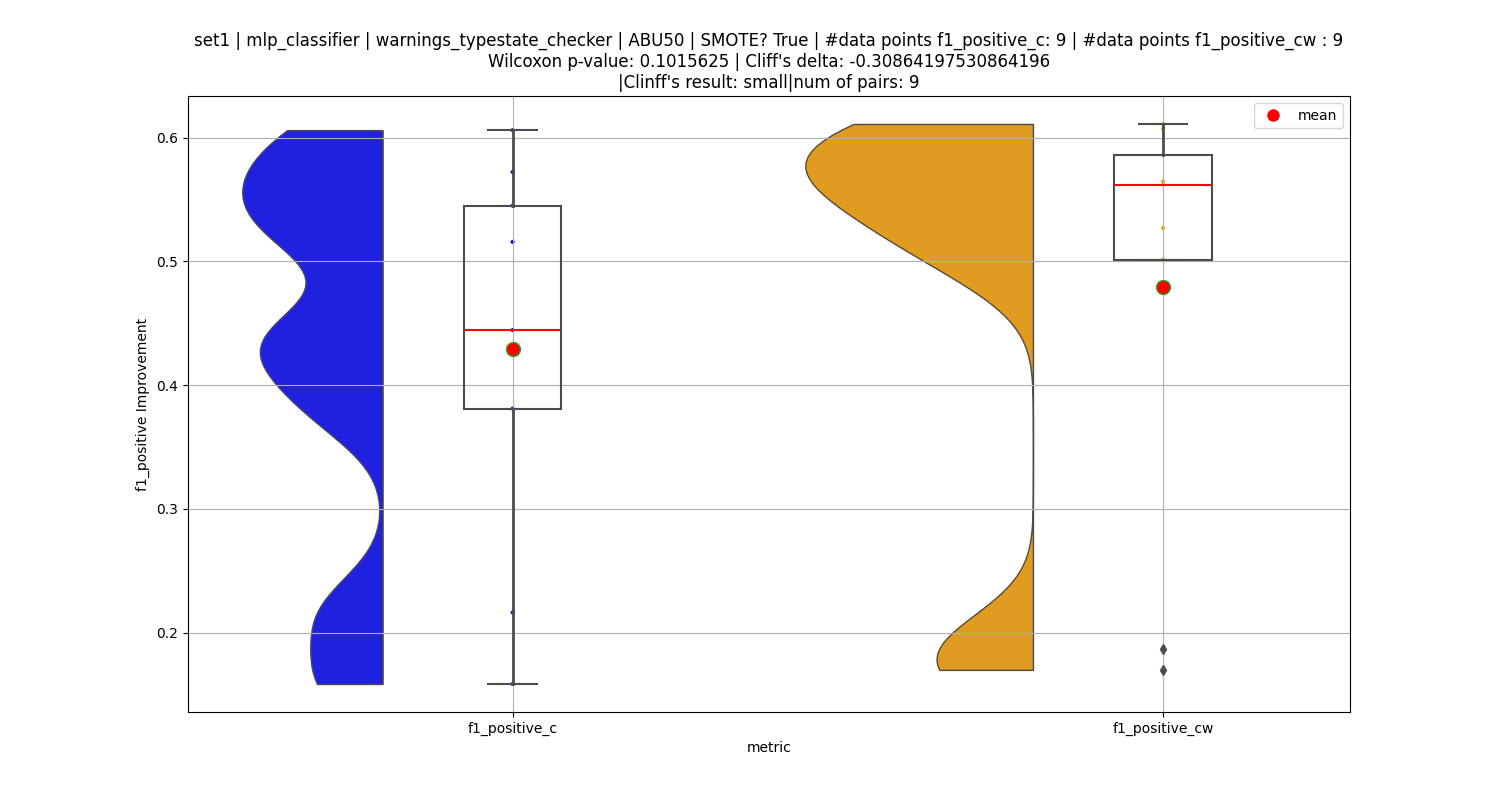 set1 | mlp_classifier | warnings_typestate_checker | ABU50 | SMOTE? True | #data points f1_positive_c: 9 | #data points f1_positive_cw : 9
Wilcoxon p-value: 0.1015625 | Cliff's delta: -0.30864197530864196
|Clinff's result: small|num of pairs: 9
mean
f1_positive Improvement
0.6
0.5
0.4
0.3
0.2
f1_positive_c
f1_positive_cw
metric